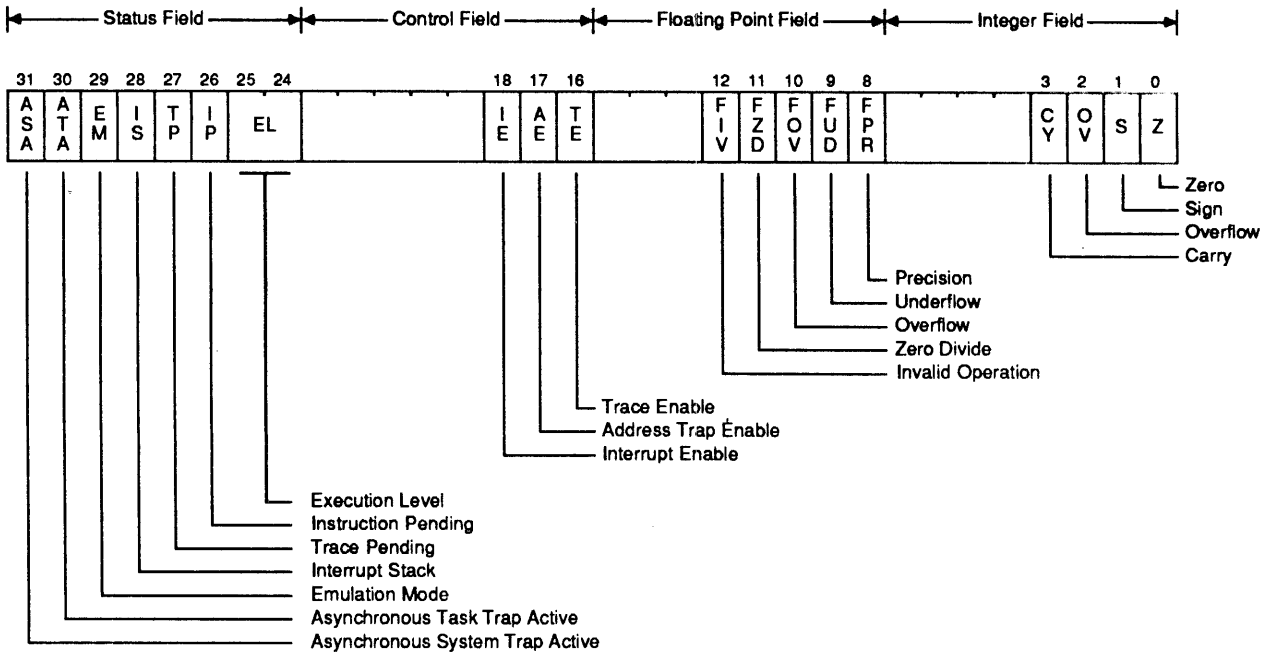 Status Field Control Field Floating Point Field Integer Field
31 30 29 28 27 26 25 24 18 17 16 12 11 10 9 8 3 2 1 0
ASA ATA EM IS TP IP EL IE AE TE FIV FZD FOV FUD FPR CY OV S Z
Zero
Sign
Overflow
Carry
Precision
Underflow
Overflow
Zero Divide
Invalid Operation
Trace Enable
Address Trap Enable
Interrupt Enable
Execution Level
Instruction Pending
Trace Pending
Interrupt Stack
Emulation Mode
Asynchronous Task Trap Active
Asynchronous System Trap Active